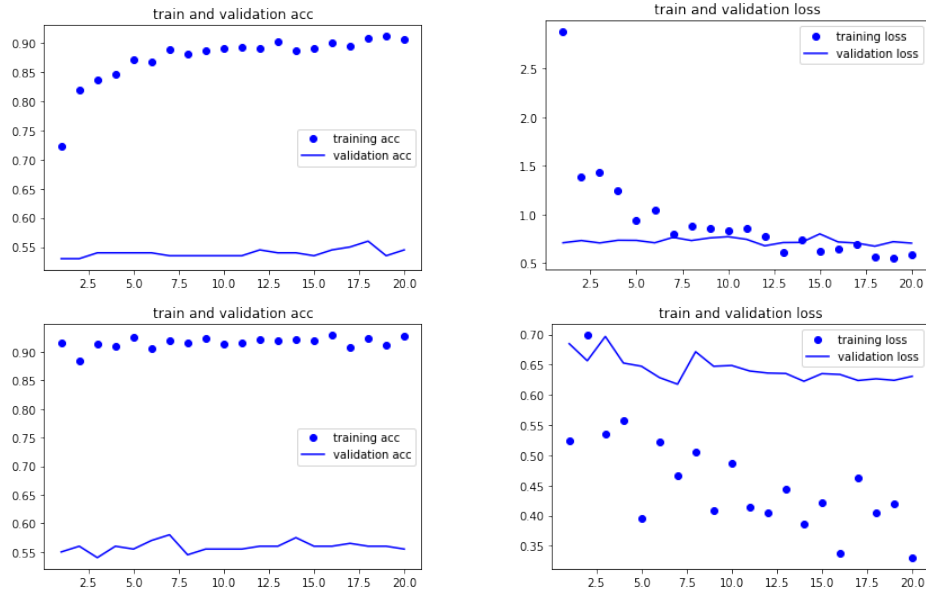 train and validation acc
0.90
0.85
0.80
0.75
0.70
0.65
0.60
0.55
training acc
validation acc
2.5 5.0 7.5 10.0 12.5 15.0 17.5 20.0
train and validation loss
2.5
2.0
1.5
1.0
0.5
training loss
validation loss
2.5 5.0 7.5 10.0 12.5 15.0 17.5 20.0
train and validation acc
0.90
0.85
0.80
0.75
0.70
0.65
0.60
0.55
training acc
validation acc
2.5 5.0 7.5 10.0 12.5 15.0 17.5 20.0
train and validation loss
0.70
0.65
0.60
0.55
0.50
0.45
0.40
0.35
training loss
validation loss
2.5 5.0 7.5 10.0 12.5 15.0 17.5 20.0